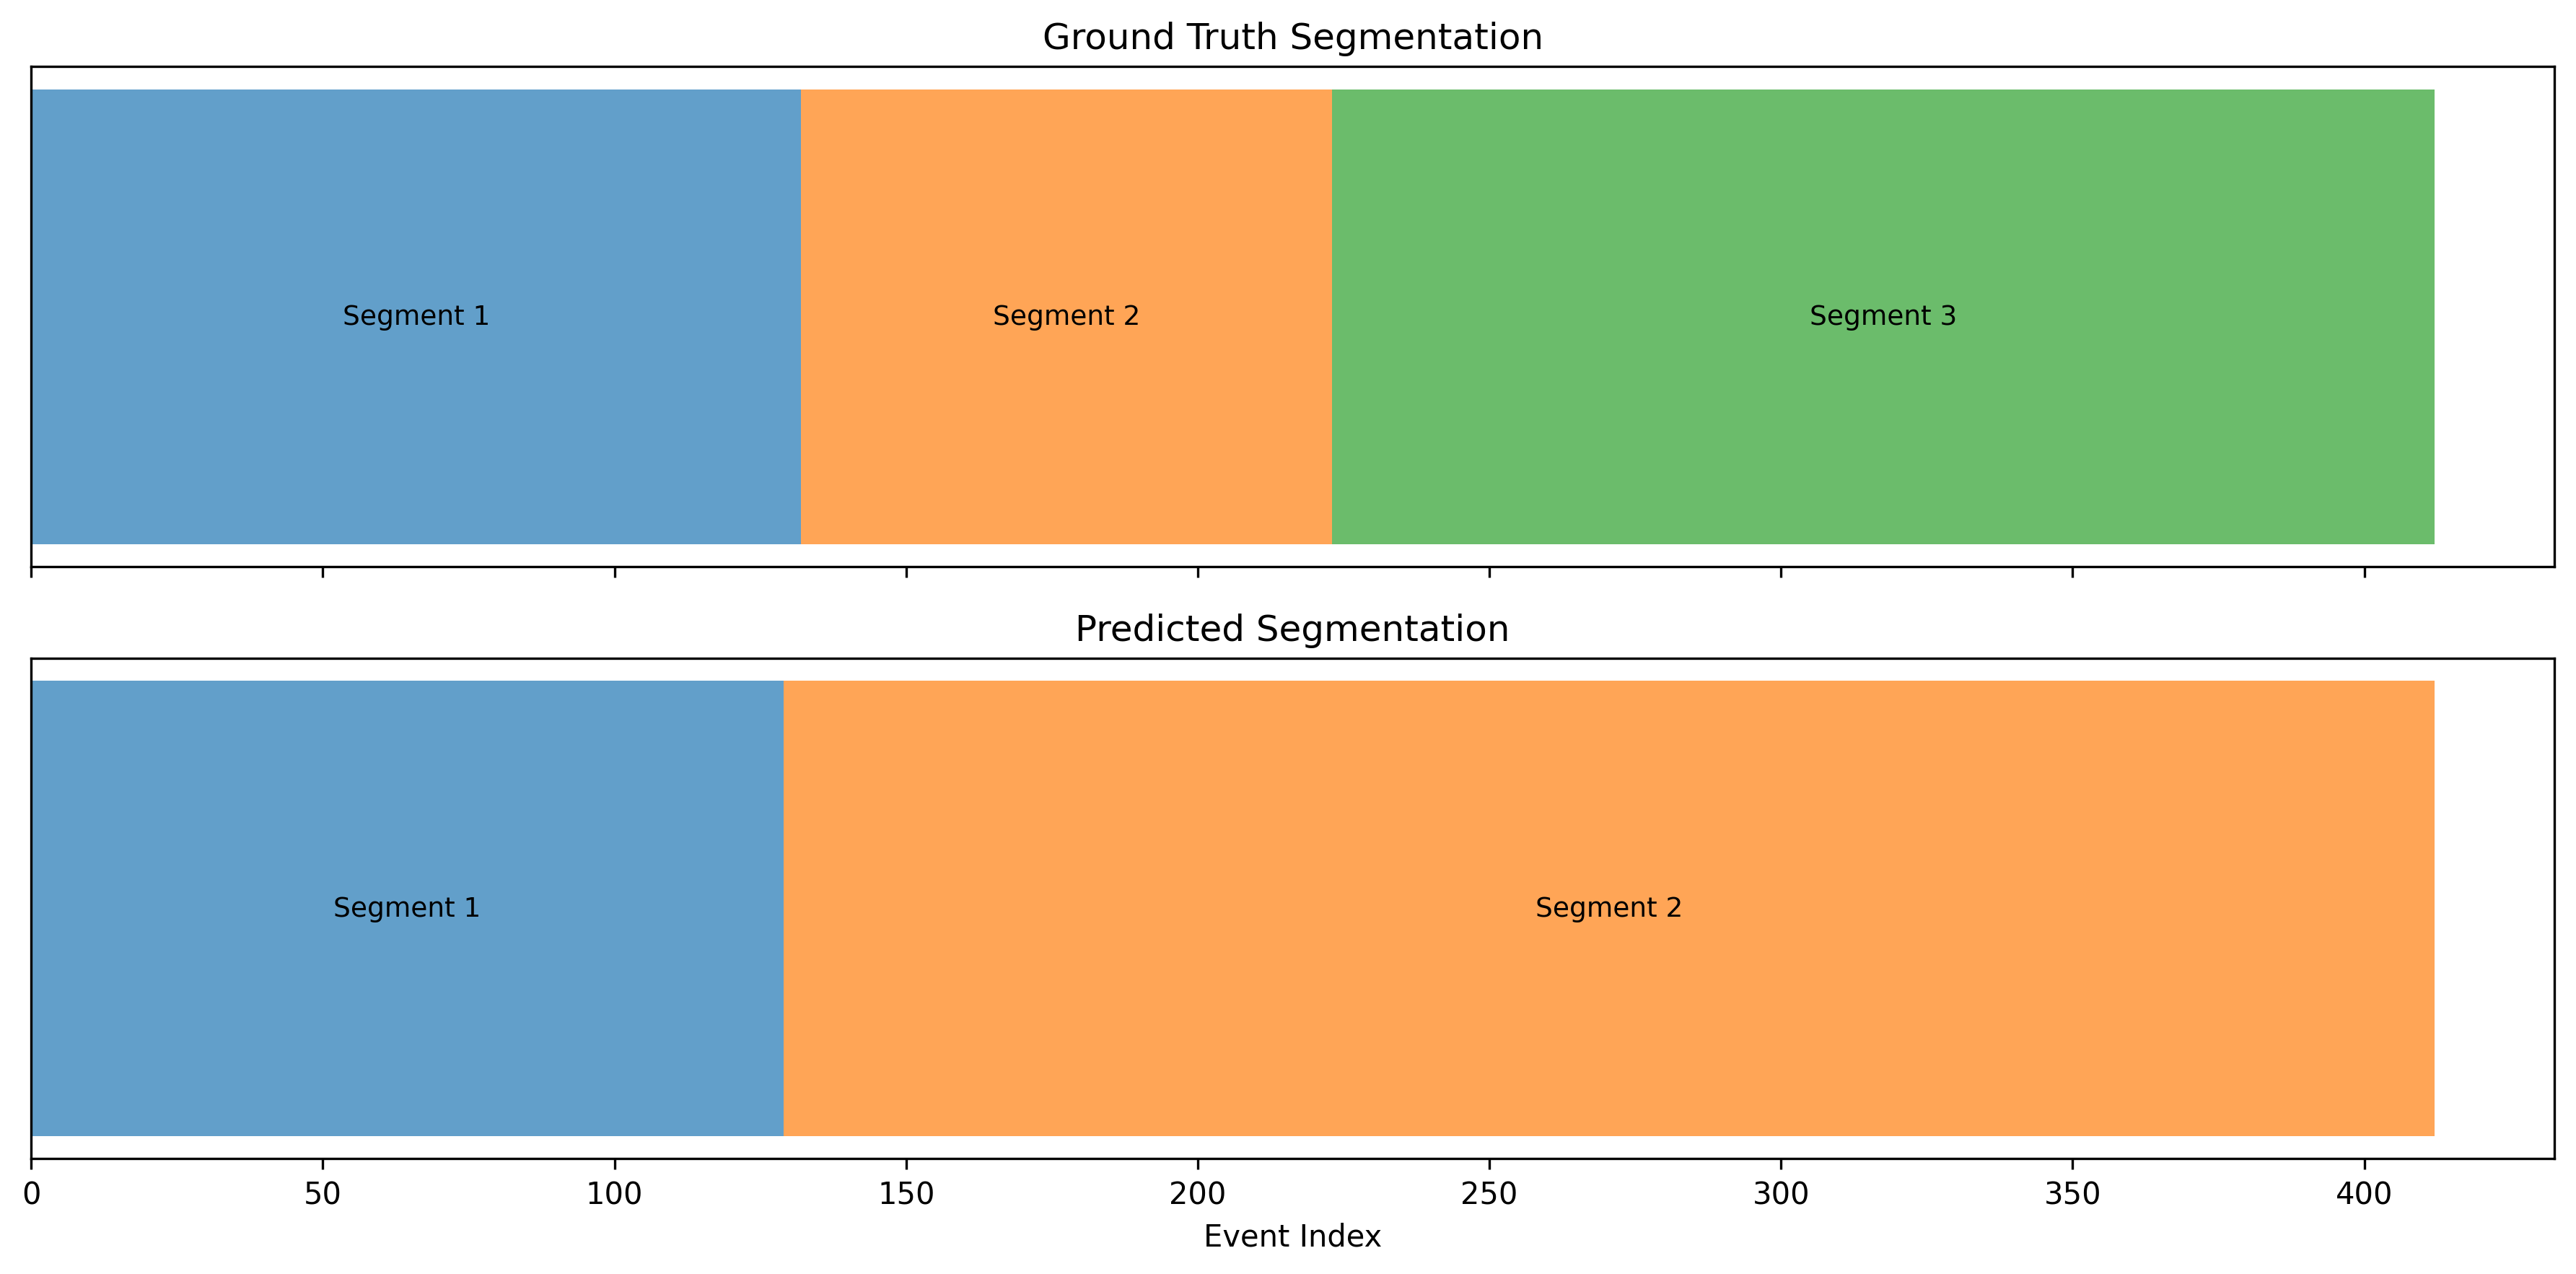 Ground Truth Segmentation
Segment 1 Segment 2 Segment 3
Predicted Segmentation
Segment 1 Segment 2
0 50 100 150 200 250 300 350 400
Event Index